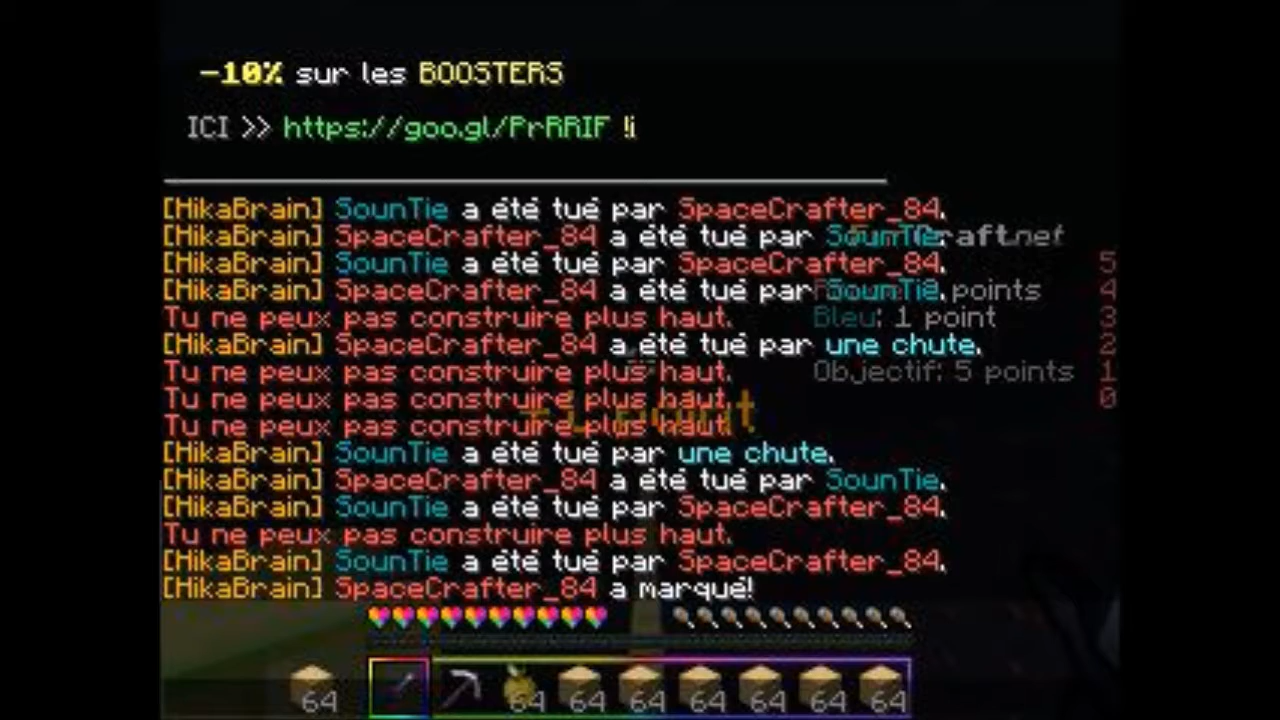 -10% sur les BOOSTERS
ICI >> https://goo.gl/PrRRIF !¡
[HikaBrain] SounTie a été tué par SpaceCrafter_84.
[HikaBrain] SpaceCrafter_84 a été tué par SounTie.
raft.net
[HikaBrain] SounTie a été tué par SpaceCrafter_84.
5
[HikaBrain] SpaceCrafter_84 a été tué par SounTie.
points
4
Tu ne peux pas construire plus haut.
Bleu: 1 point
3
[HikaBrain] SpaceCrafter_84 a été tué par une chute.
2
Tu ne peux pas construire plus haut.
Objectif: 5 points
1
Tu ne peux pas construire plus haut.
0
Tu ne peux pas construire plus haut.
+1 point
[HikaBrain] SounTie a été tué par une chute.
[HikaBrain] SpaceCrafter_84 a été tué par SounTie.
[HikaBrain] SounTie a été tué par SpaceCrafter_84.
Tu ne peux pas construire plus haut.
[HikaBrain] SounTie a été tué par SpaceCrafter_84.
[HikaBrain] SpaceCrafter_84 a marqué!
64 64 64 64 64 64 64 64